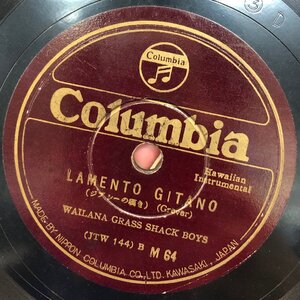 Columbia
Columbia
Hawaiian
Instrumental
LAMENTO GITANO
(ジプシーの嘆き) (Grever)
WAILANA GRASS SHACK BOYS
(JTW 144) B M 64
MADE BY NIPPON COLUMBIA CO., LTD. KAWASAKI, JAPAN